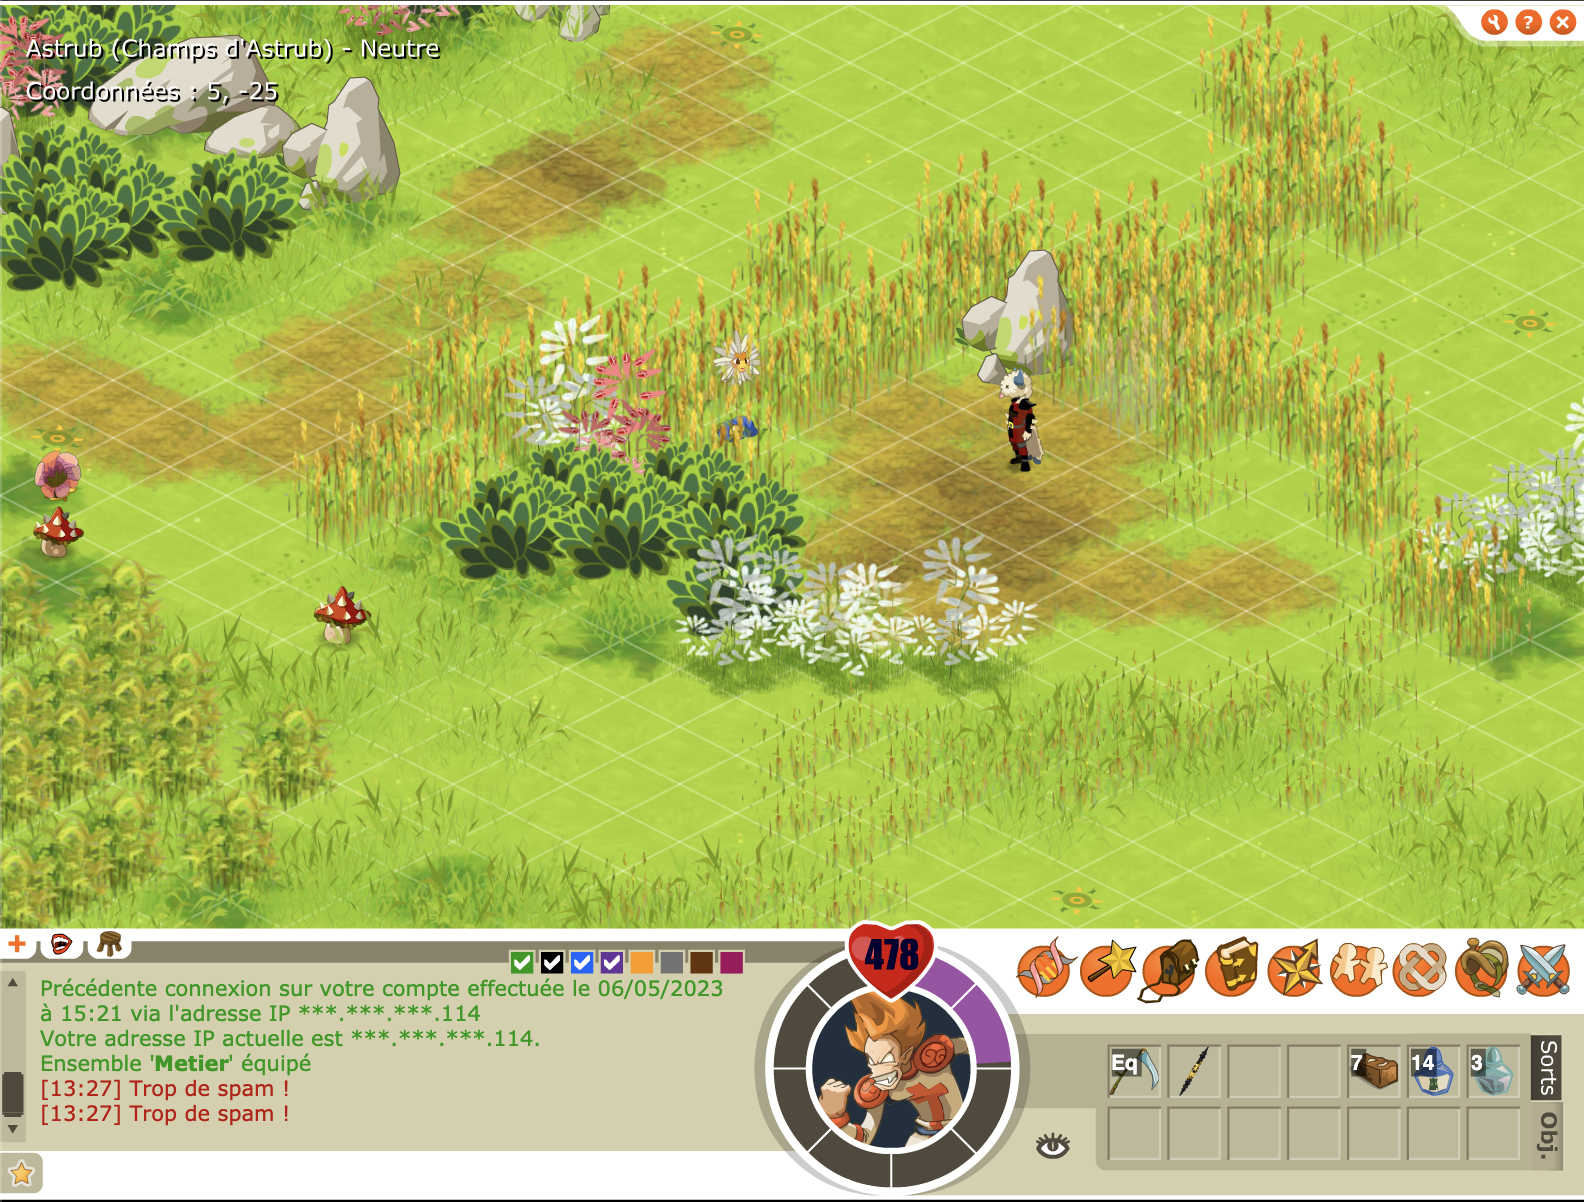 Astrub (Champs d'Astrub) - Neutre
Coordonnées : 5, -25
?
478
Précédente connexion sur votre compte effectuée le 06/05/2023
à 15:21 via l'adresse IP ***.***.***.114
Votre adresse IP actuelle est ***.***.***.114.
Ensemble 'Metier' équipé
[13:27] Trop de spam !
[13:27] Trop de spam !
Eq
7
14
3
Sorts
Obj.